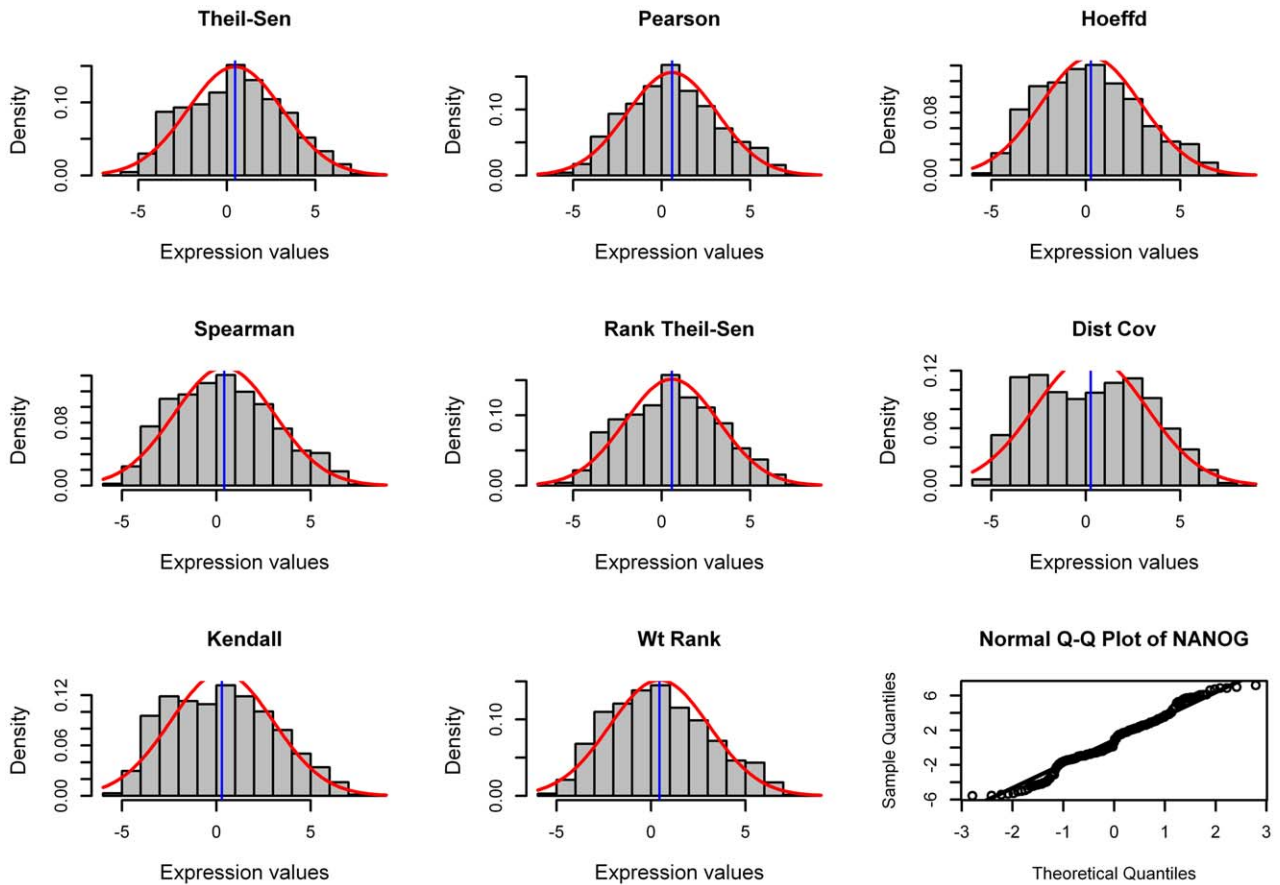 Theil-Sen
Density
0.00 0.10
-5 0 5
Expression values
Pearson
Density
0.00 0.10
-5 0 5
Expression values
Hoeffd
Density
0.00 0.08
-5 0 5
Expression values
Spearman
Density
0.00 0.08
-5 0 5
Expression values
Rank Theil-Sen
Density
0.00 0.10
-5 0 5
Expression values
Dist Cov
Density
0.00 0.06 0.12
-5 0 5
Expression values
Kendall
Density
0.00 0.06 0.12
-5 0 5
Expression values
Wt Rank
Density
0.00 0.10
-5 0 5
Expression values
Normal Q-Q Plot of NANOG
Sample Quantiles
-6 -2 2 6
-3 -2 -1 0 1 2 3
Theoretical Quantiles